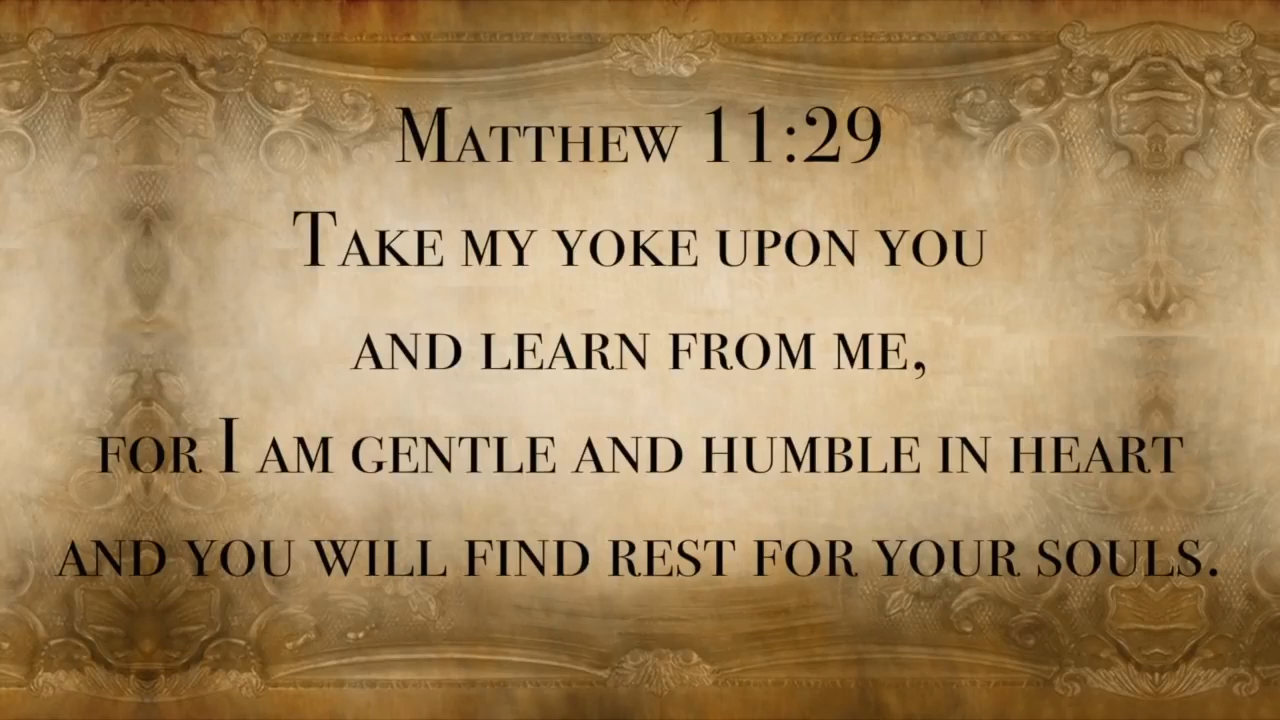 Matthew 11:29
Take my yoke upon you
and learn from me,
for I am gentle and humble in heart
and you will find rest for your souls.